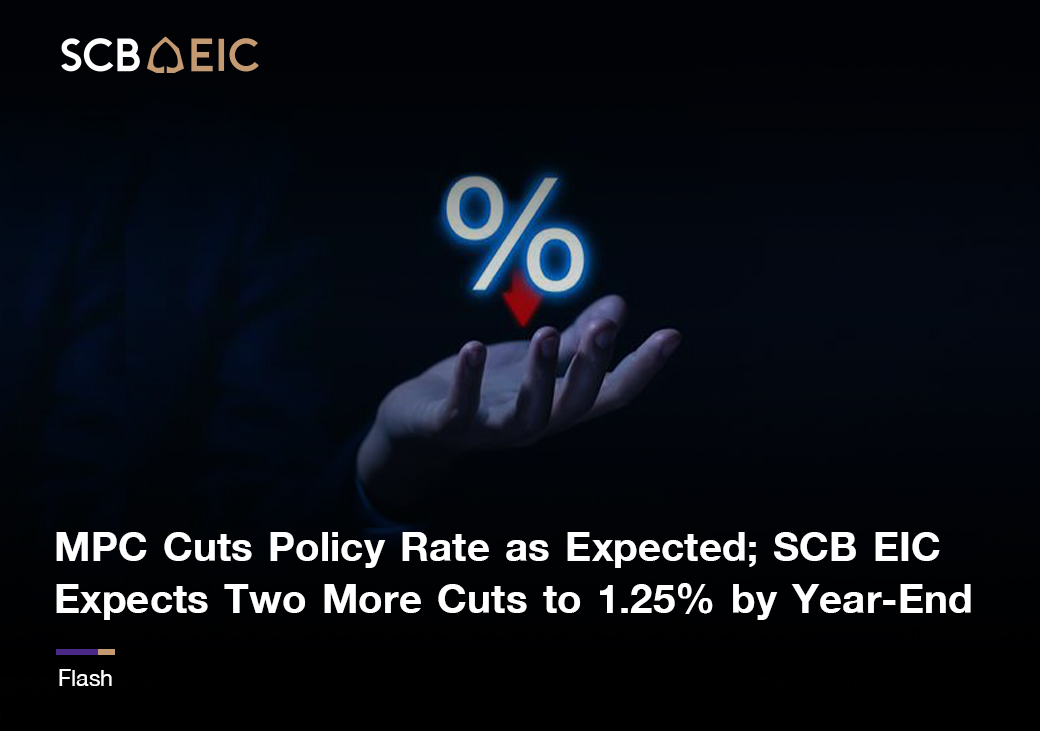 SCB EIC
%
MPC Cuts Policy Rate as Expected; SCB EIC
Expects Two More Cuts to 1.25% by Year-End
Flash